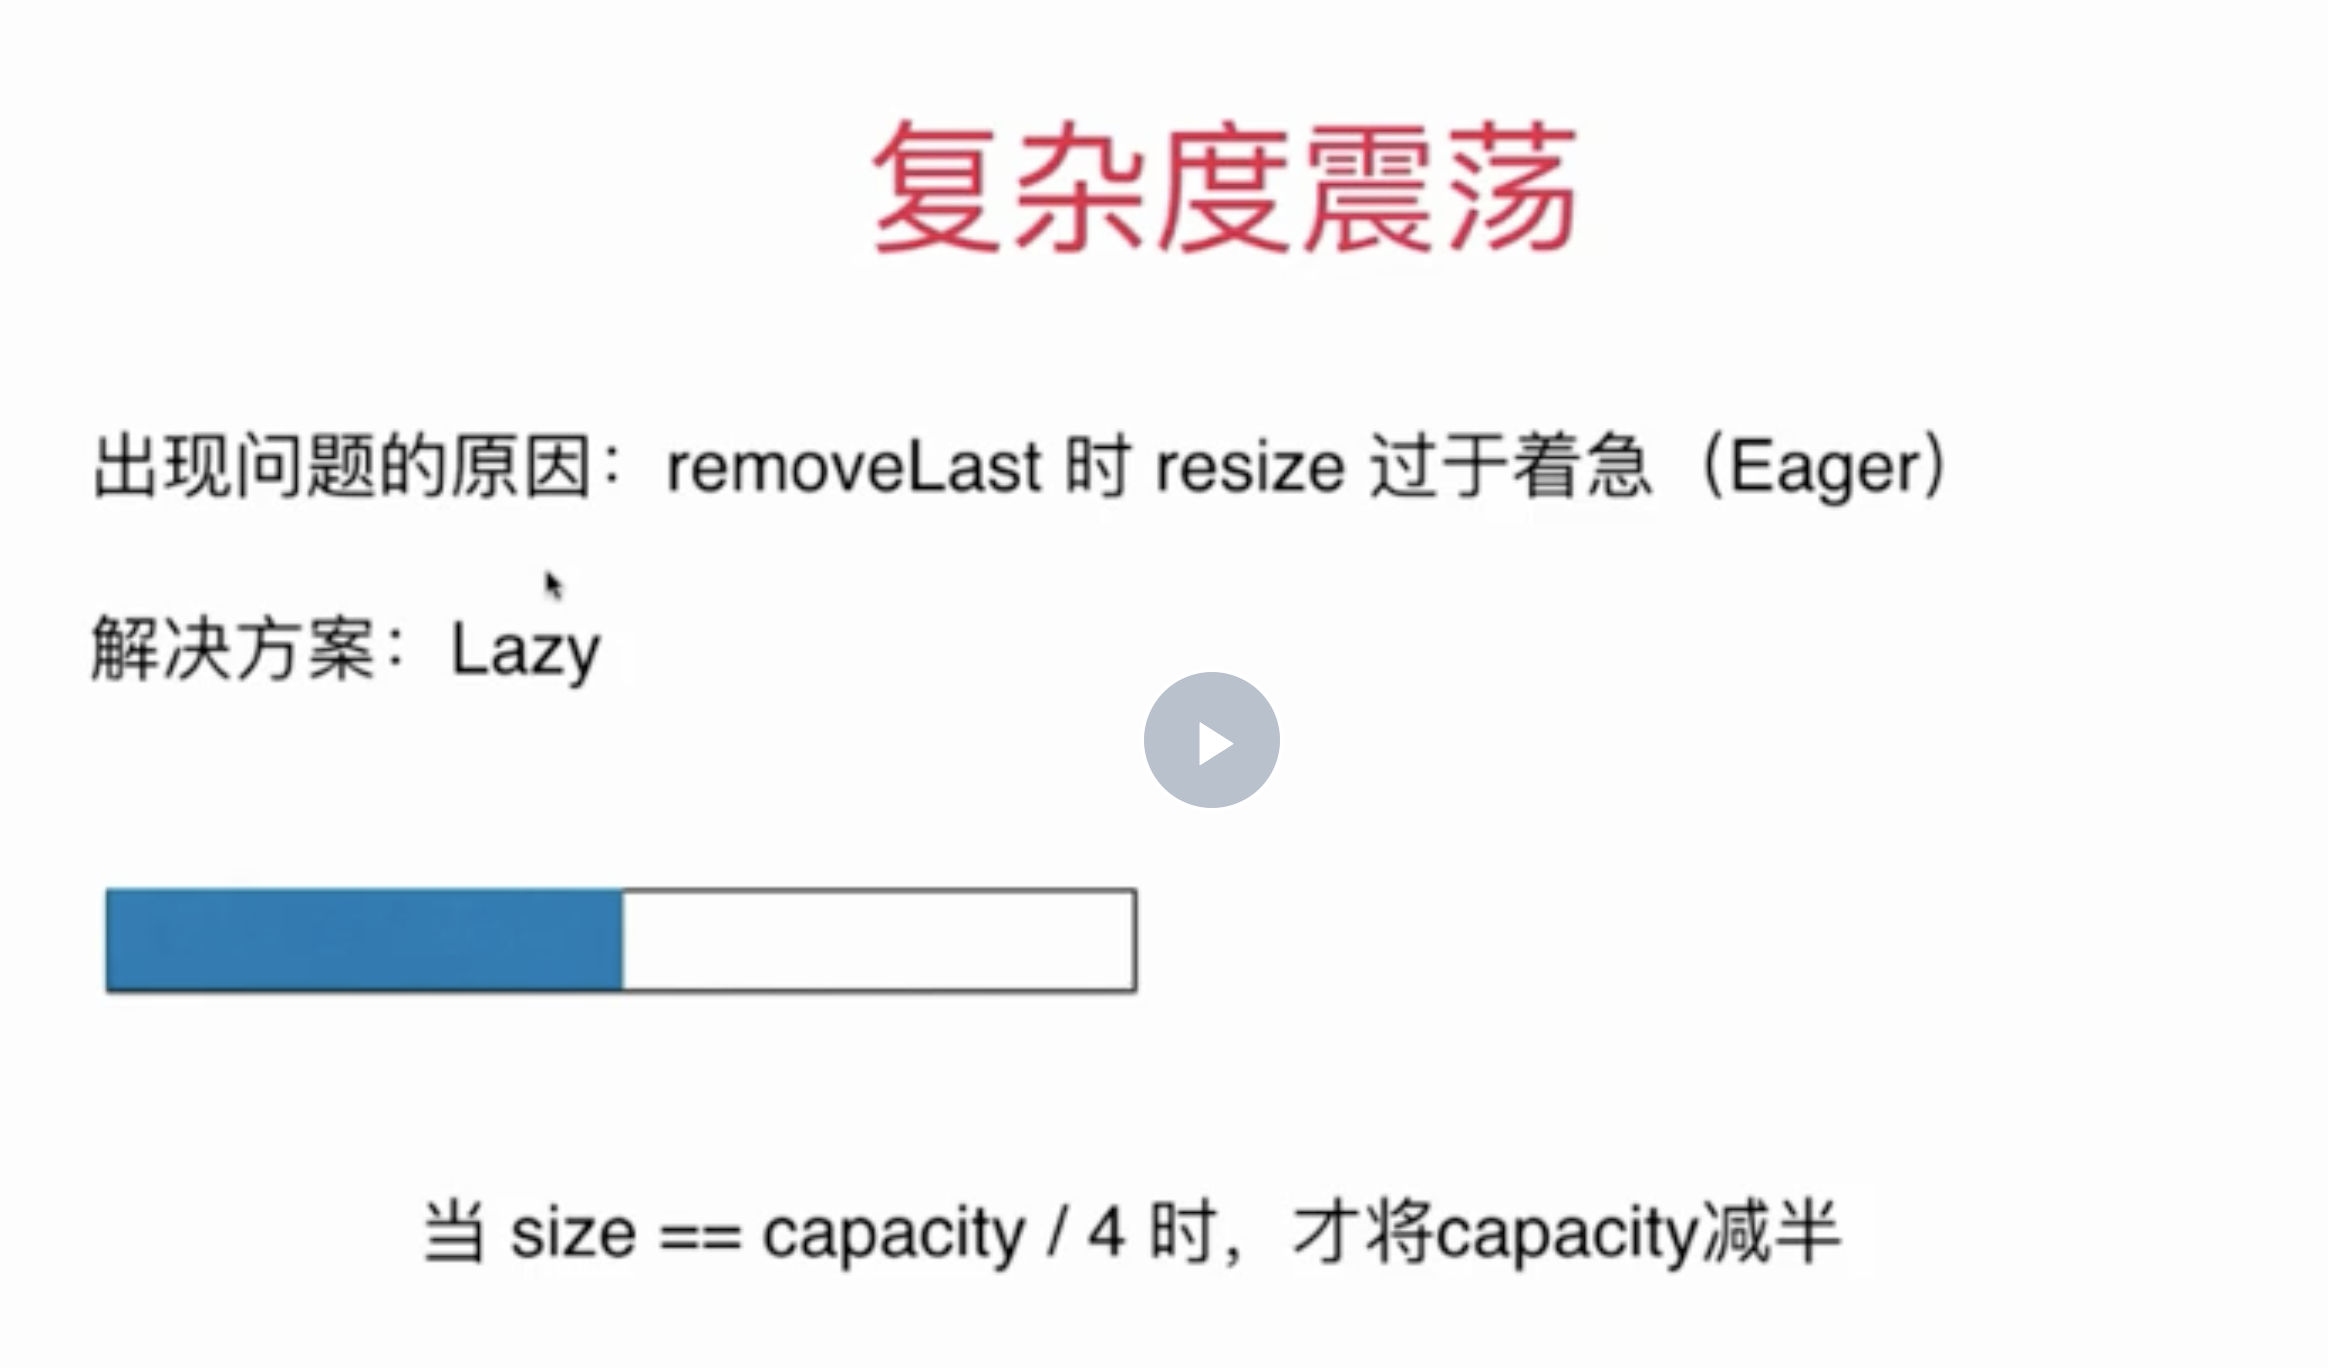 复杂度震荡
出现问题的原因：removeLast 时 resize 过于着急（Eager）
解决方案：Lazy
当 size == capacity / 4 时，才将capacity减半